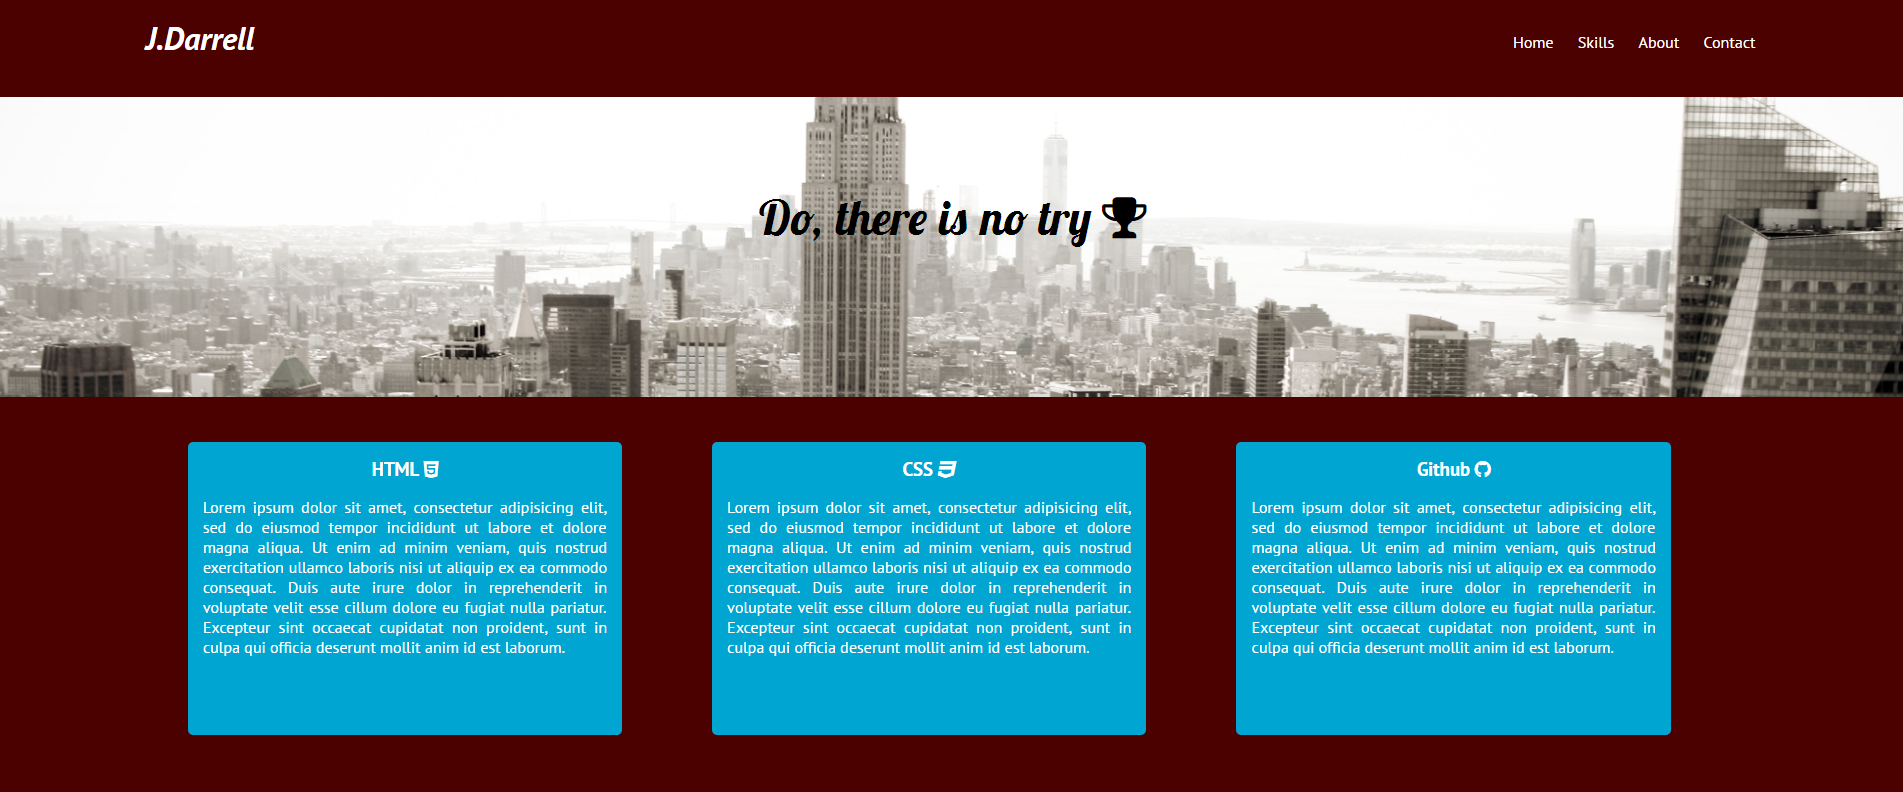 J.Darrell
Home Skills About Contact
Do, there is no try
HTML
Lorem ipsum dolor sit amet, consectetur adipisicing elit,
sed do eiusmod tempor incididunt ut labore et dolore
magna aliqua. Ut enim ad minim veniam, quis nostrud
exercitation ullamco laboris nisi ut aliquip ex ea commodo
consequat. Duis aute irure dolor in reprehenderit in
voluptate velit esse cillum dolore eu fugiat nulla pariatur.
Excepteur sint occaecat cupidatat non proident, sunt in
culpa qui officia deserunt mollit anim id est laborum.
CSS
Lorem ipsum dolor sit amet, consectetur adipisicing elit,
sed do eiusmod tempor incididunt ut labore et dolore
magna aliqua. Ut enim ad minim veniam, quis nostrud
exercitation ullamco laboris nisi ut aliquip ex ea commodo
consequat. Duis aute irure dolor in reprehenderit in
voluptate velit esse cillum dolore eu fugiat nulla pariatur.
Excepteur sint occaecat cupidatat non proident, sunt in
culpa qui officia deserunt mollit anim id est laborum.
Github
Lorem ipsum dolor sit amet, consectetur adipisicing elit,
sed do eiusmod tempor incididunt ut labore et dolore
magna aliqua. Ut enim ad minim veniam, quis nostrud
exercitation ullamco laboris nisi ut aliquip ex ea commodo
consequat. Duis aute irure dolor in reprehenderit in
voluptate velit esse cillum dolore eu fugiat nulla pariatur.
Excepteur sint occaecat cupidatat non proident, sunt in
culpa qui officia deserunt mollit anim id est laborum.